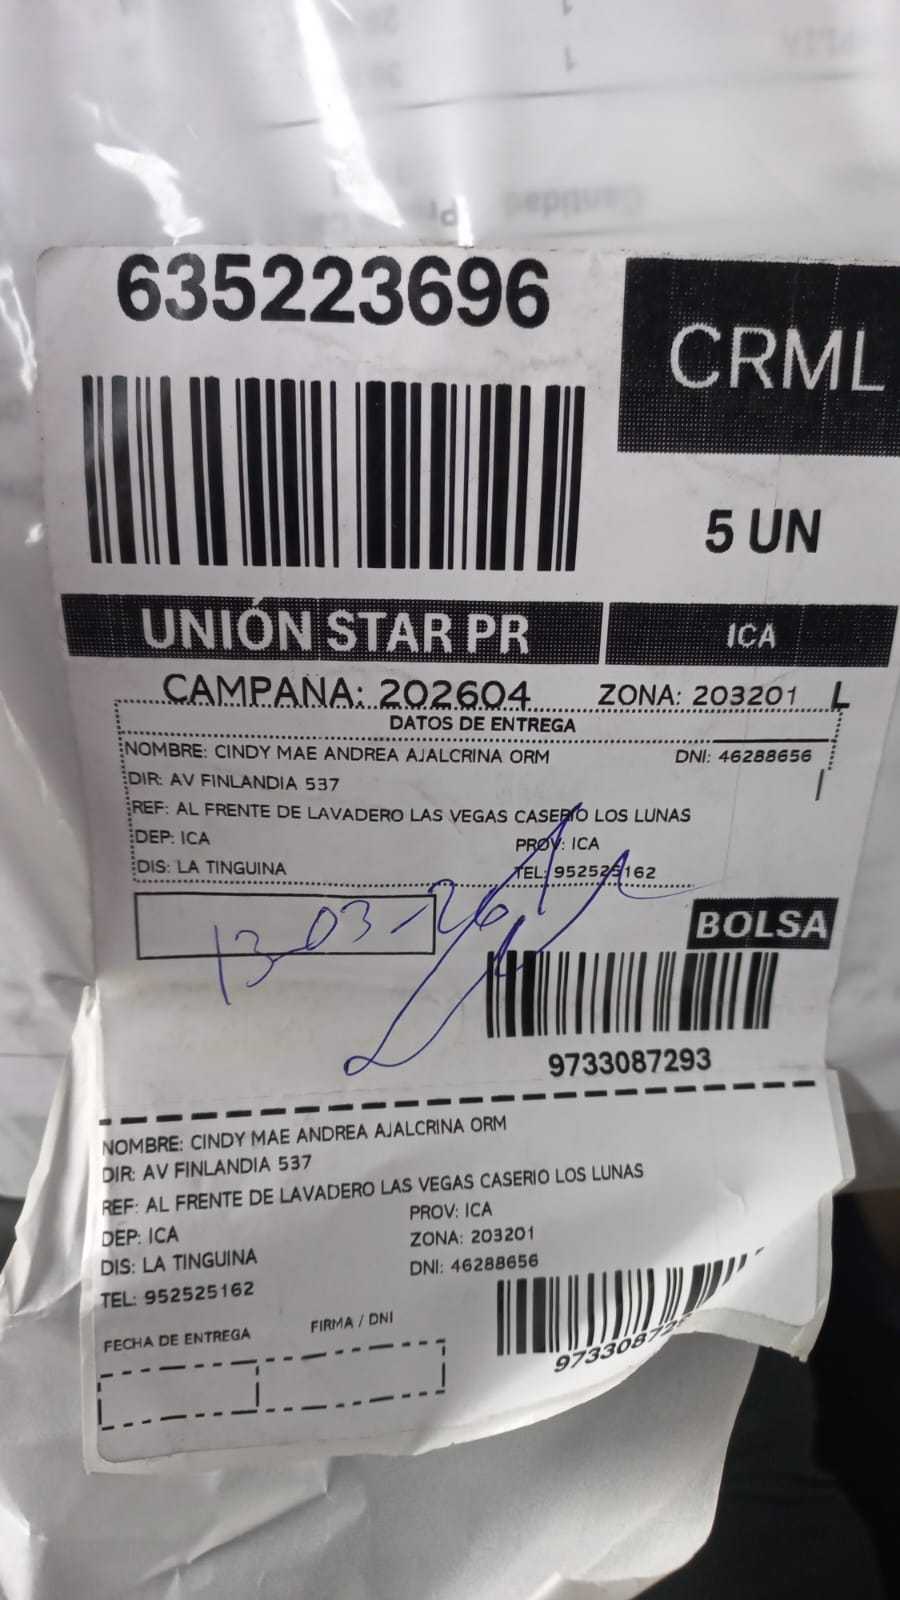 Cantidad
635223696
CRML
5 UN
UNIÓN STAR PR
ICA
CAMPAÑA: 202604 ZONA: 203201 L
DATOS DE ENTREGA
NOMBRE: CINDY MAE ANDREA AJALCRINA ORM DNI: 46288656
DIR: AV FINLANDIA 537
REF: AL FRENTE DE LAVADERO LAS VEGAS CASERIO LOS LUNAS
DEP: ICA PROV: ICA
DIS: LA TINGUINA TEL: 952525162
13-03-26
BOLSA
9733087293
NOMBRE: CINDY MAE ANDREA AJALCRINA ORM
DIR: AV FINLANDIA 537
REF: AL FRENTE DE LAVADERO LAS VEGAS CASERIO LOS LUNAS
DEP: ICA PROV: ICA
DIS: LA TINGUINA ZONA: 203201
TEL: 952525162 DNI: 46288656
FECHA DE ENTREGA FIRMA / DNI